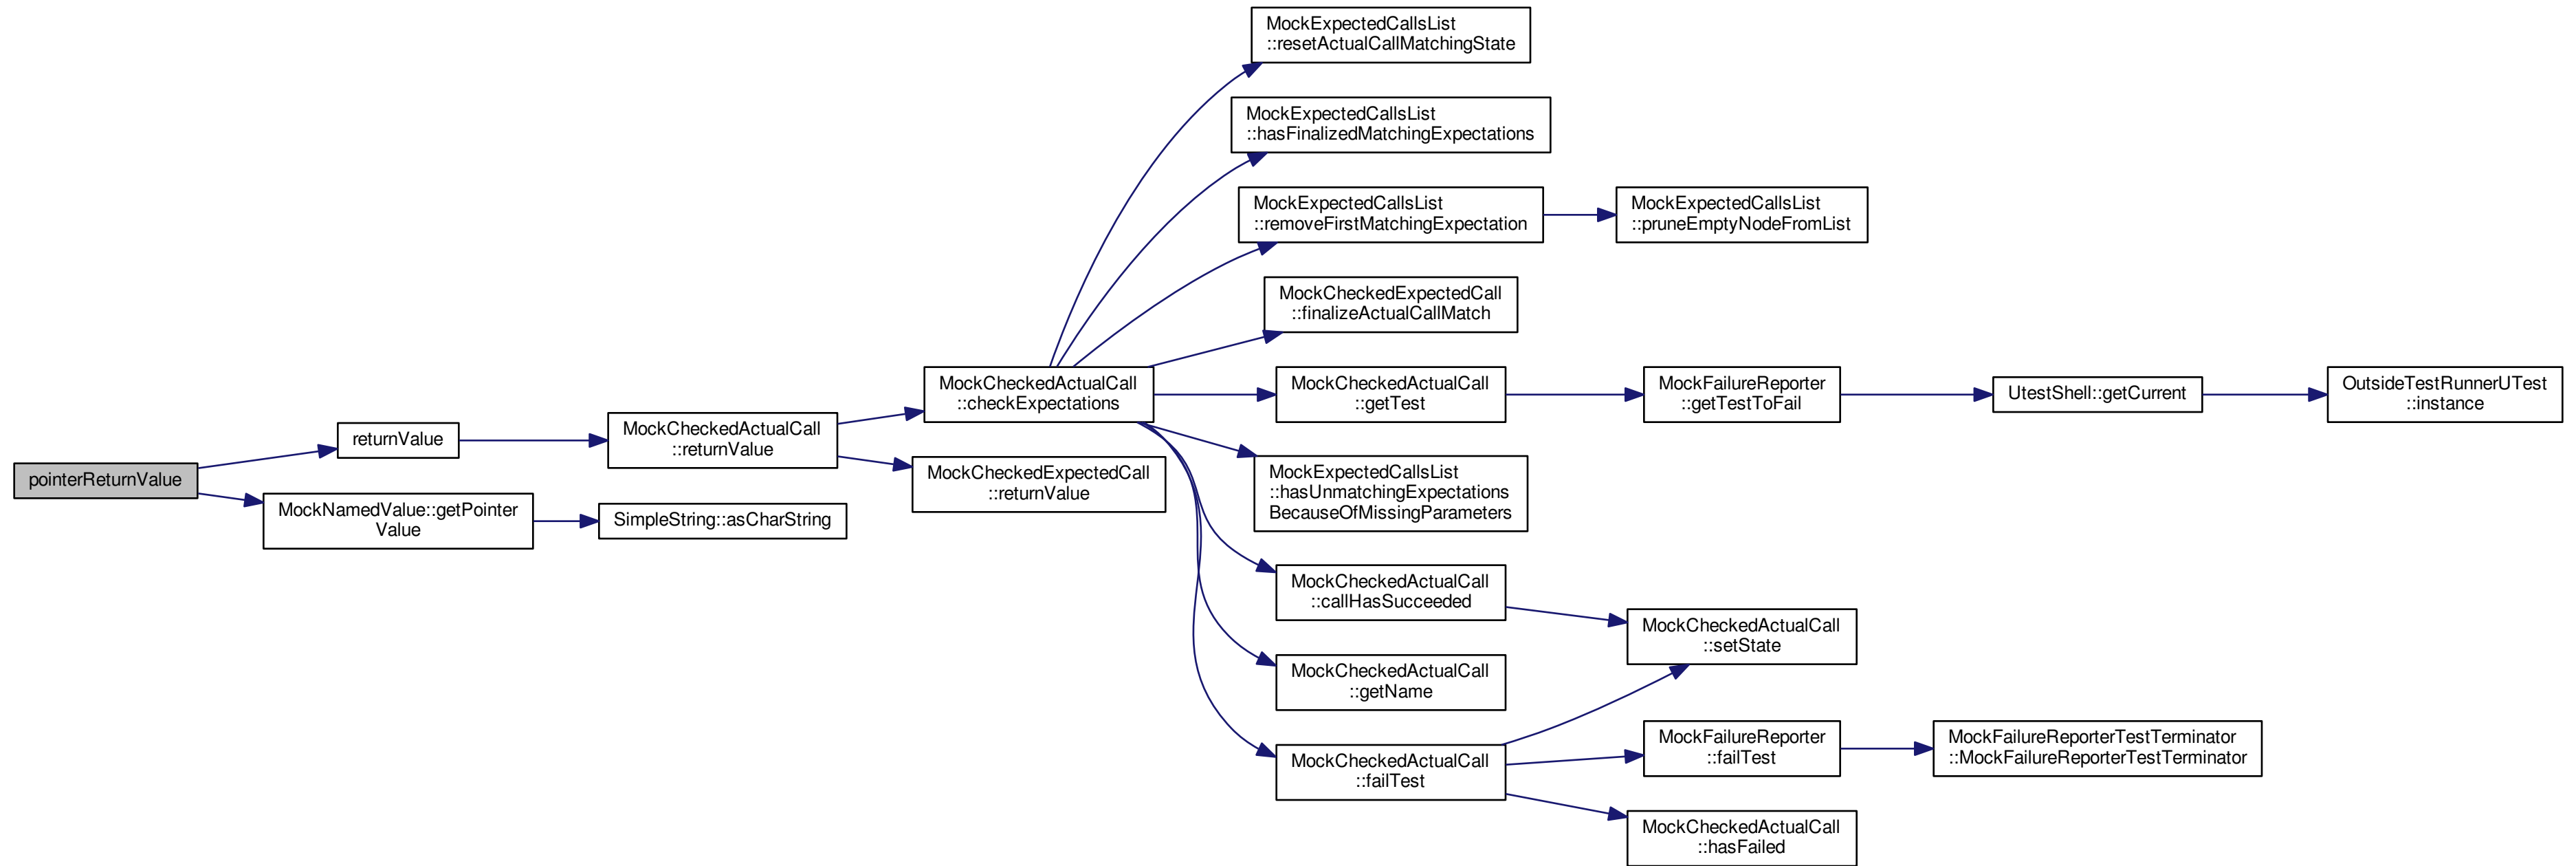 pointerReturnValue
returnValue
MockNamedValue::getPointer
Value
MockCheckedActualCall
::returnValue
SimpleString::asCharString
MockCheckedActualCall
::checkExpectations
MockCheckedExpectedCall
::returnValue
MockExpectedCallsList
::resetActualCallMatchingState
MockExpectedCallsList
::hasFinalizedMatchingExpectations
MockExpectedCallsList
::removeFirstMatchingExpectation
MockExpectedCallsList
::pruneEmptyNodeFromList
MockCheckedExpectedCall
::finalizeActualCallMatch
MockCheckedActualCall
::getTest
MockFailureReporter
::getTestToFail
UtestShell::getCurrent
OutsideTestRunnerUTest
::instance
MockExpectedCallsList
::hasUnmatchingExpectations
BecauseOfMissingParameters
MockCheckedActualCall
::callHasSucceeded
MockCheckedActualCall
::setState
MockCheckedActualCall
::getName
MockCheckedActualCall
::failTest
MockFailureReporter
::failTest
MockFailureReporterTestTerminator
::MockFailureReporterTestTerminator
MockCheckedActualCall
::hasFailed